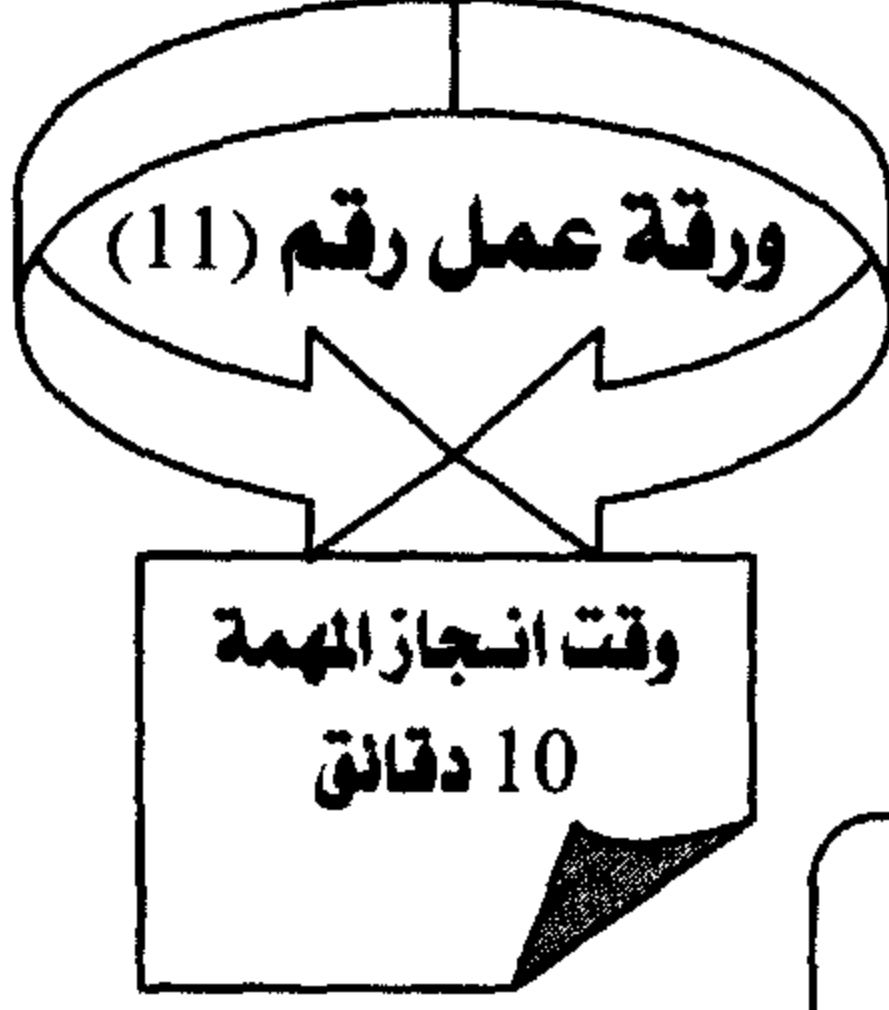 ورقة عمل رقم (11)
وقت انجاز المهمة
10 دقائق